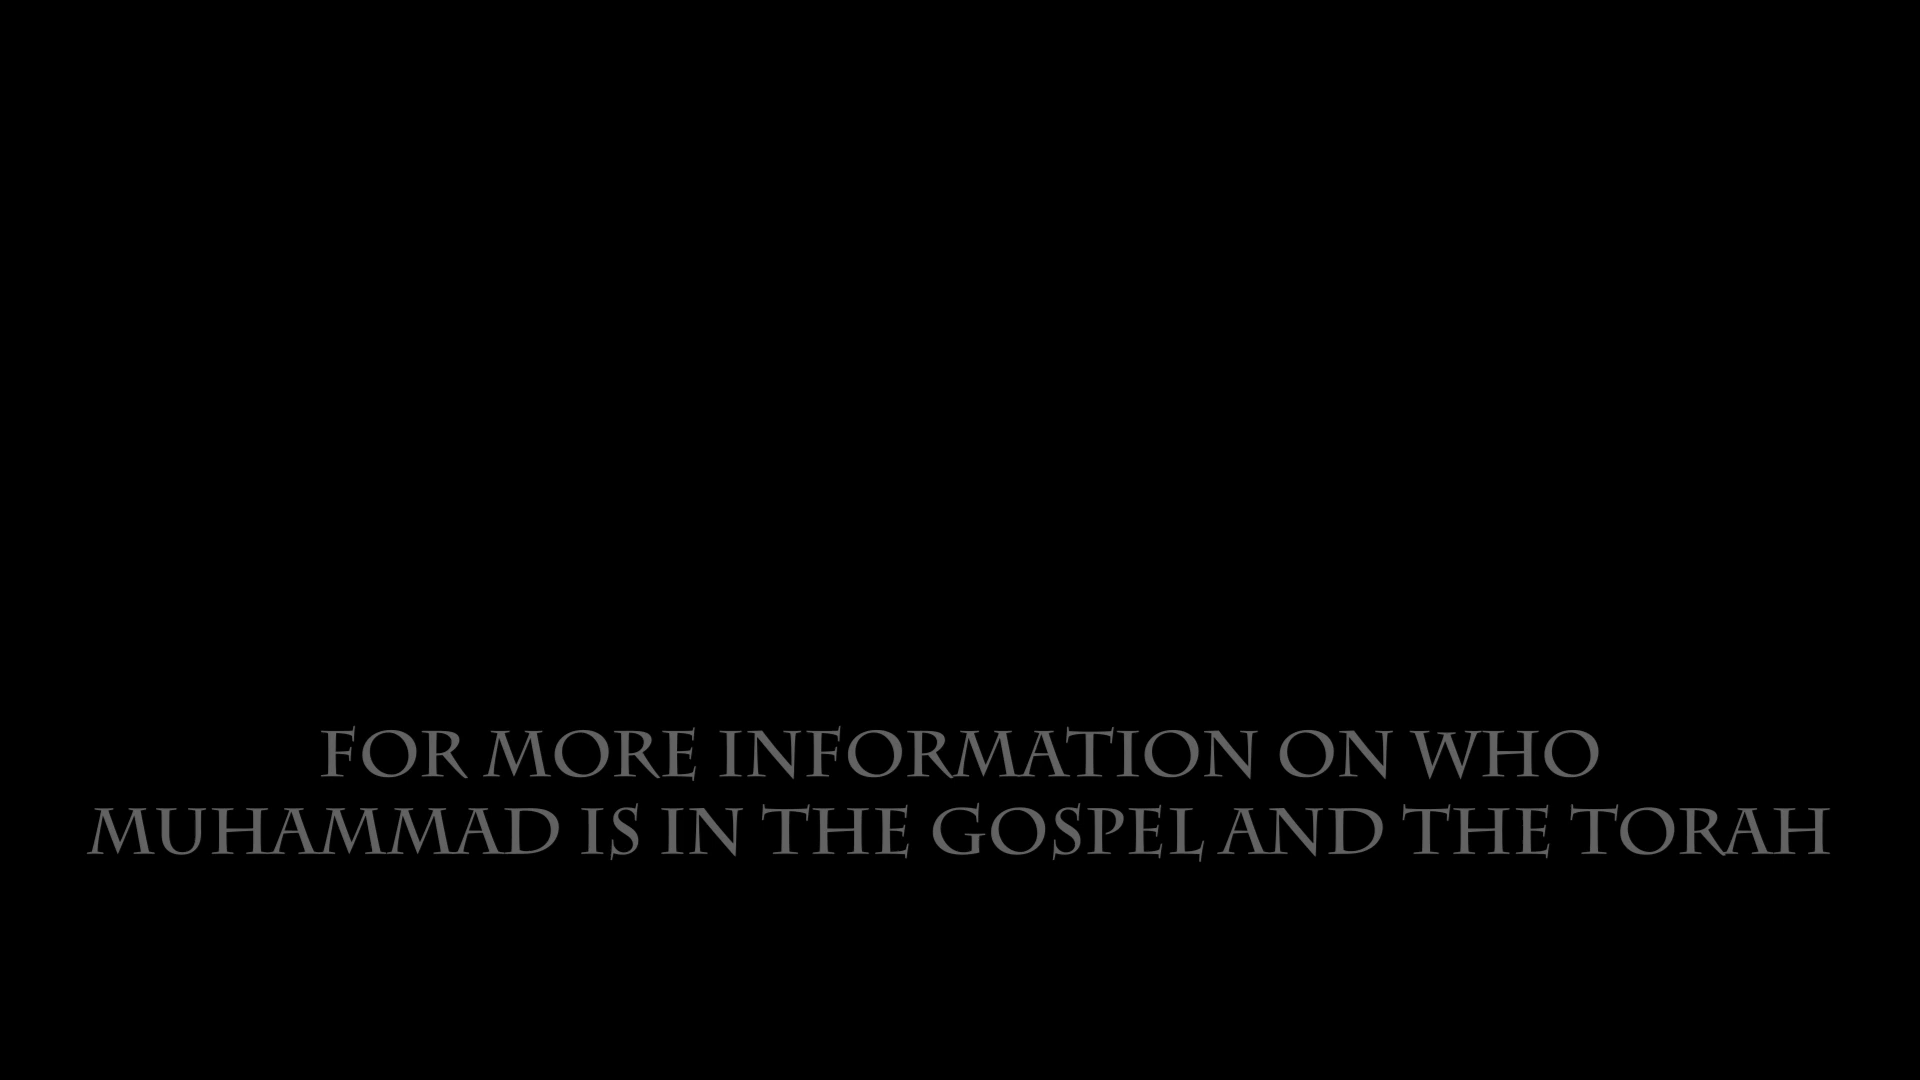 FOR MORE INFORMATION ON WHO
MUHAMMAD IS IN THE GOSPEL AND THE TORAH